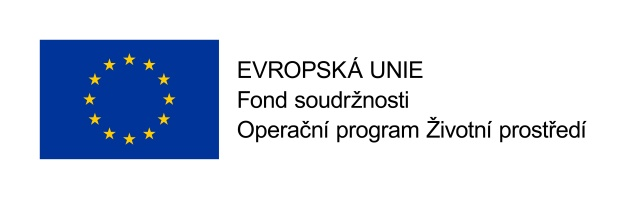 EVROPSKÁ UNIE
Fond soudržnosti
Operační program Životní prostředí